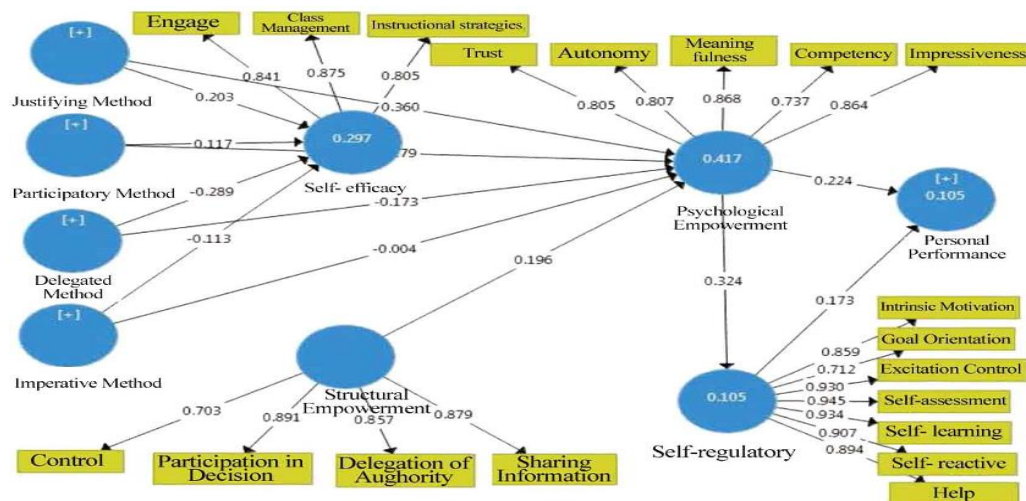 Engage
Class
Management
Instructional strategies
Trust
Autonomy
Meaning
fulness
Competency
Impressiveness
[+]
Justifying Method
0.841
0.875
0.805
0.203
0.360
0.805
0.807
0.868
0.737
0.864
[+]
Participatory Method
0.117
0.297
Self- efficacy
0.417
Psychological
Empowerment
0.224
[+]
0.105
Personal
Performance
-0.289
-0.173
[+]
Delegated
Method
-0.113
-0.004
0.196
0.324
0.173
[+]
Imperative Method
Structural
Empowerment
0.703
0.891
0.857
0.879
Control
Participation in
Decision
Delegation of
Aughority
Sharing
Information
0.105
Self-regulatory
0.859
0.712
0.930
0.945
0.934
0.907
0.894
Intrinsic Motivation
Goal Orientation
Excitation Control
Self-assessment
Self- learning
Self- reactive
Help